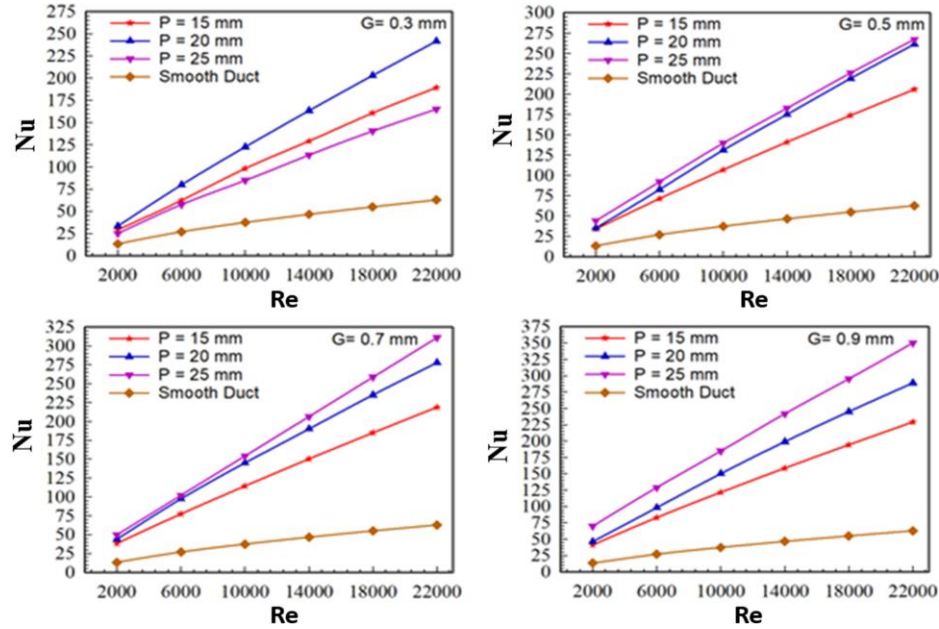 275
250
225
200
175
150
125
100
75
50
25
0
Nu
P = 15 mm
P = 20 mm
P = 25 mm
Smooth Duct
G= 0.3 mm
2000 6000 10000 14000 18000 22000
Re
300
275
250
225
200
175
150
125
100
75
50
25
0
Nu
P = 15 mm
P = 20 mm
P = 25 mm
Smooth Duct
G= 0.5 mm
2000 6000 10000 14000 18000 22000
Re
325
300
275
250
225
200
175
150
125
100
75
50
25
0
Nu
P = 15 mm
P = 20 mm
P = 25 mm
Smooth Duct
G= 0.7 mm
2000 6000 10000 14000 18000 22000
Re
375
350
325
300
275
250
225
200
175
150
125
100
75
50
25
0
Nu
P = 15 mm
P = 20 mm
P = 25 mm
Smooth Duct
G= 0.9 mm
2000 6000 10000 14000 18000 22000
Re